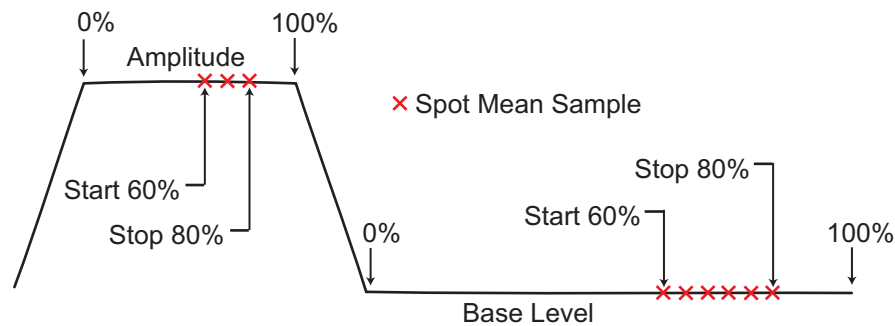 0%
100%
Amplitude
Spot Mean Sample
Start 60%
Stop 80%
Stop 80%
Start 60%
0%
100%
Base Level